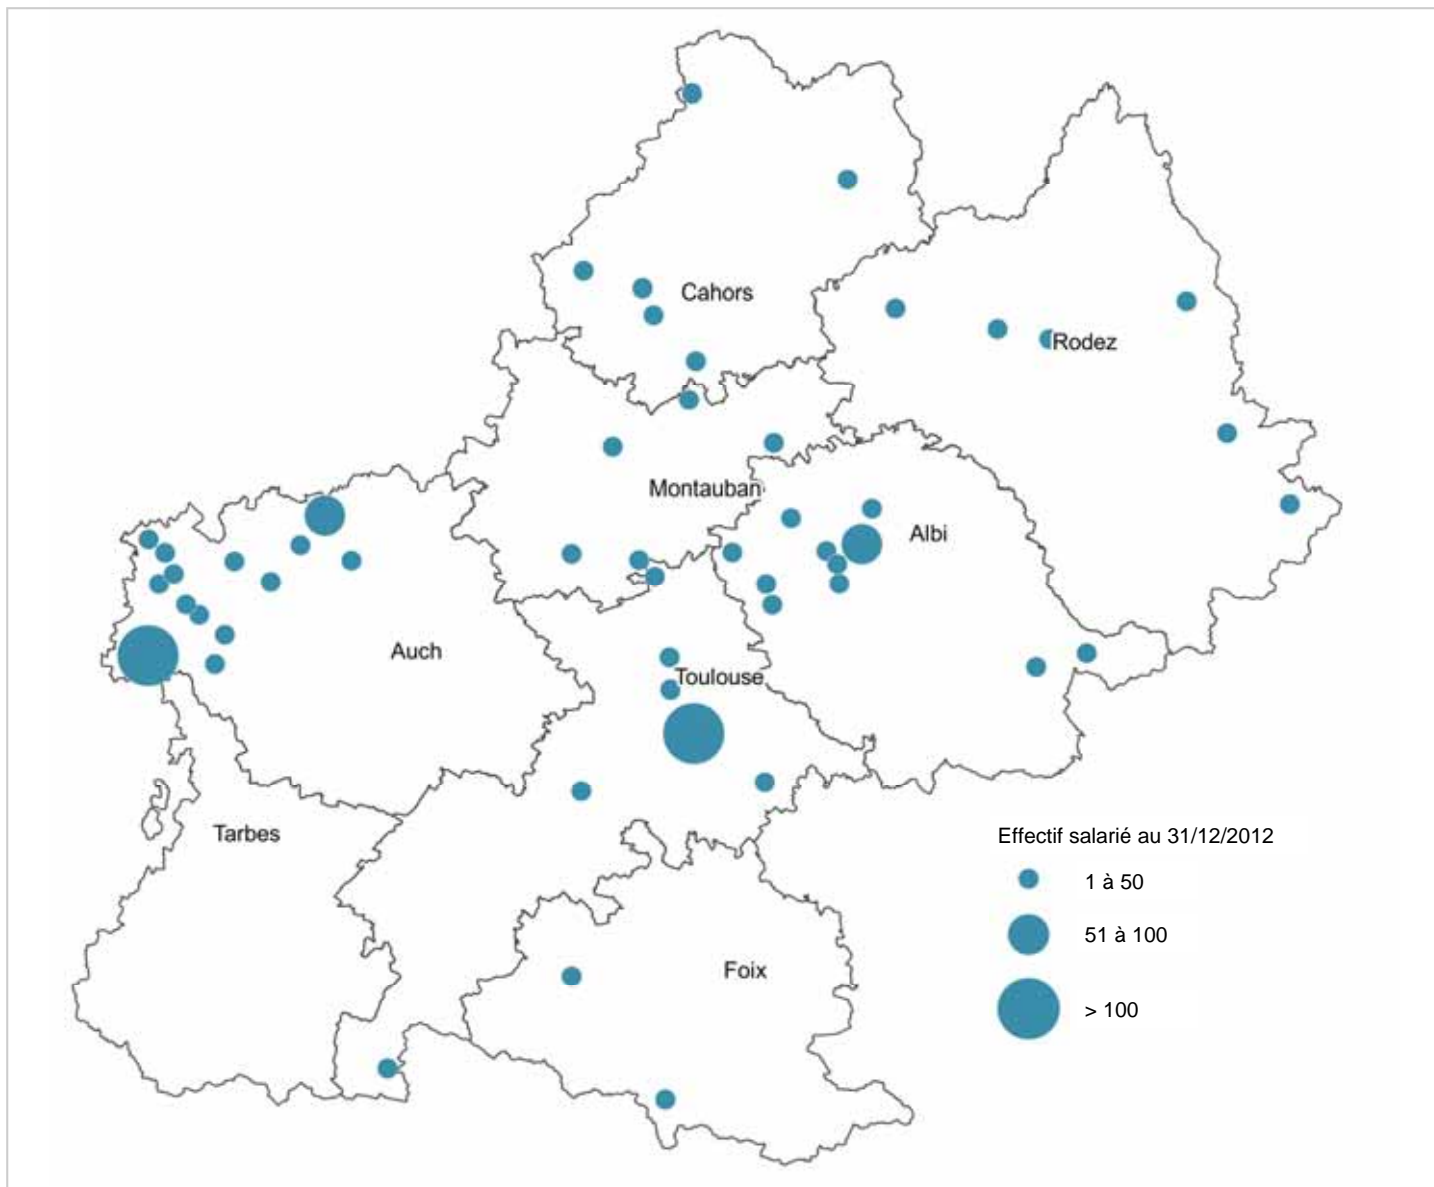 Cahors
Rodez
Montauban
Albi
Auch
Toulouse
Tarbes
Effectif salarié au 31/12/2012
1 à 50
51 à 100
Foix
> 100